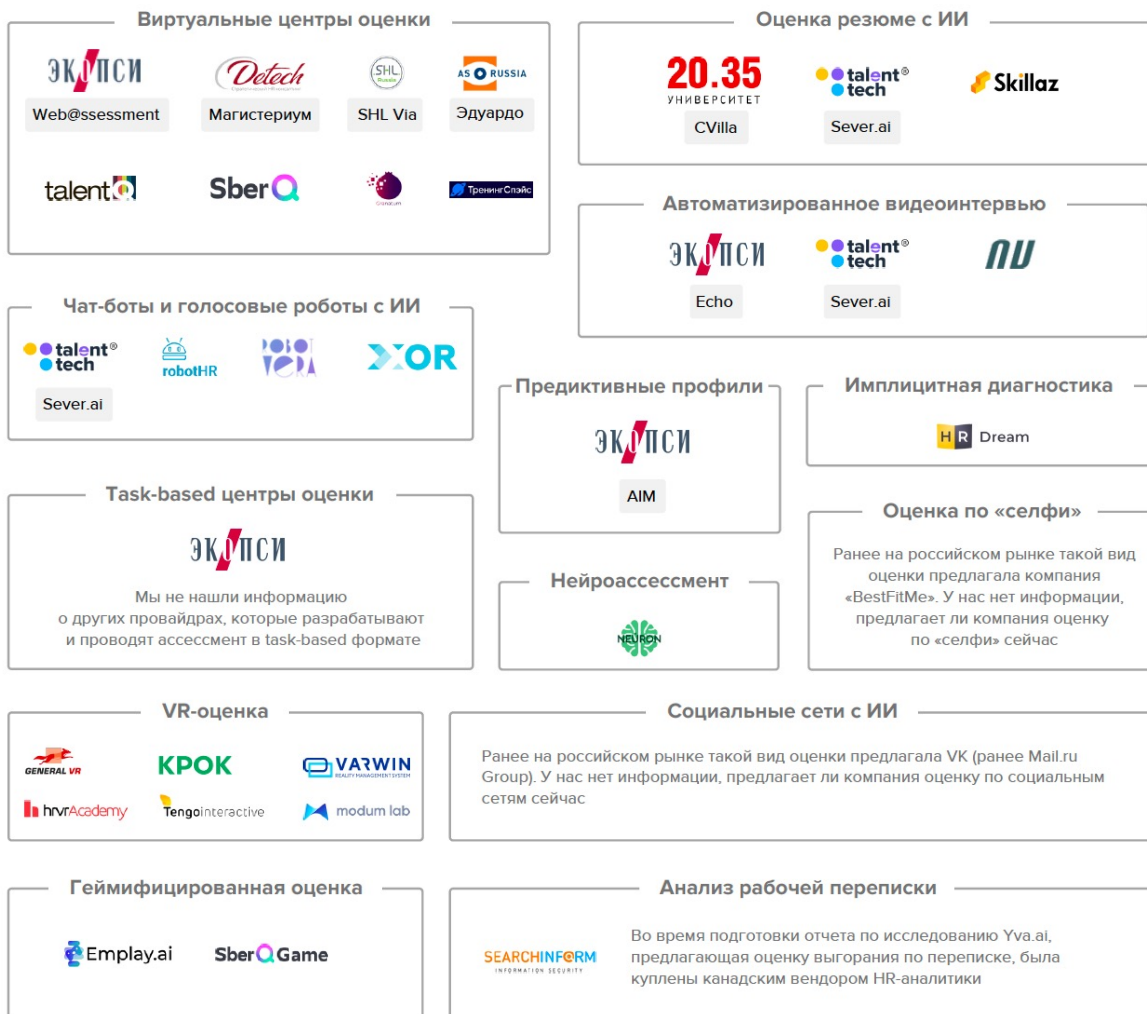 Виртуальные центры оценки
ЭКОПСИ
Detech
SHL
Russia
AS RUSSIA
Web@ssessment
Магистериум
SHL Via
Эдуардо
talentQ
SberQ
ТренингСпэйс
Оценка резюме с ИИ
20.35
УНИВЕРСИТЕТ
talent®
tech
Skillaz
CVilla
Sever.ai
Автоматизированное видеоинтервью
ЭКОПСИ
talent®
tech
Echo
Sever.ai
Чат-боты и голосовые роботы с ИИ
talent®
tech
robotHR
ROBOT
VERA
XOR
Sever.ai
Предиктивные профили
ЭКОПСИ
AIM
Имплицитная диагностика
HR Dream
Task-based центры оценки
ЭКОПСИ
Мы не нашли информацию
о других провайдрах, которые разрабатывают
и проводят ассессмент в task-based формате
Нейроассессмент
NEURON
Оценка по «селфи»
Ранее на российском рынке такой вид
оценки предлагала компания
«BestFitMe». У нас нет информации,
предлагает ли компания оценку
по «селфи» сейчас
VR-оценка
GENERAL VR
КРОК
VARWIN
REALITY MANAGEMENT SYSTEM
hrvrAcademy
Tengointeractive
modum lab
Социальные сети с ИИ
Ранее на российском рынке такой вид оценки предлагала VK (ранее Mail.ru
Group). У нас нет информации, предлагает ли компания оценку по социальным
сетям сейчас
Геймифицированная оценка
Emplay.ai
SberQGame
Анализ рабочей переписки
SEARCHINFORM
INFORMATION SECURITY
Во время подготовки отчета по исследованию Yva.ai,
предлагающая оценку выгорания по переписке, была
куплены канадским вендором HR-аналитики